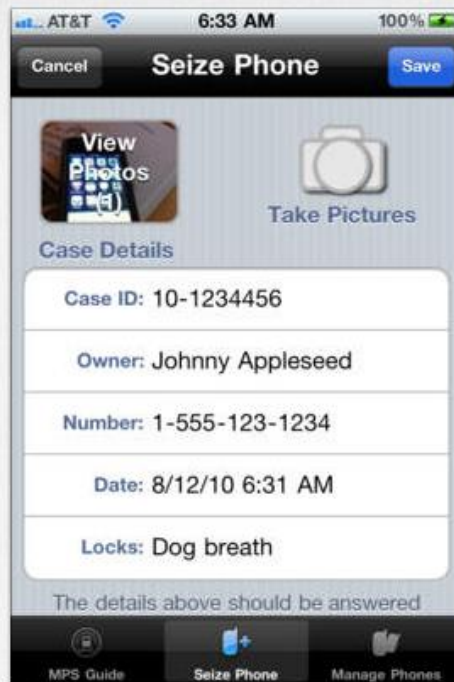 AT&T 6:33 AM 100%
Cancel Seize Phone Save
View
Photos
(1)
Take Pictures
Case Details
Case ID: 10-1234456
Owner: Johnny Appleseed
Number: 1-555-123-1234
Date: 8/12/10 6:31 AM
Locks: Dog breath
The details above should be answered
MPS Guide Seize Phone Manage Phones